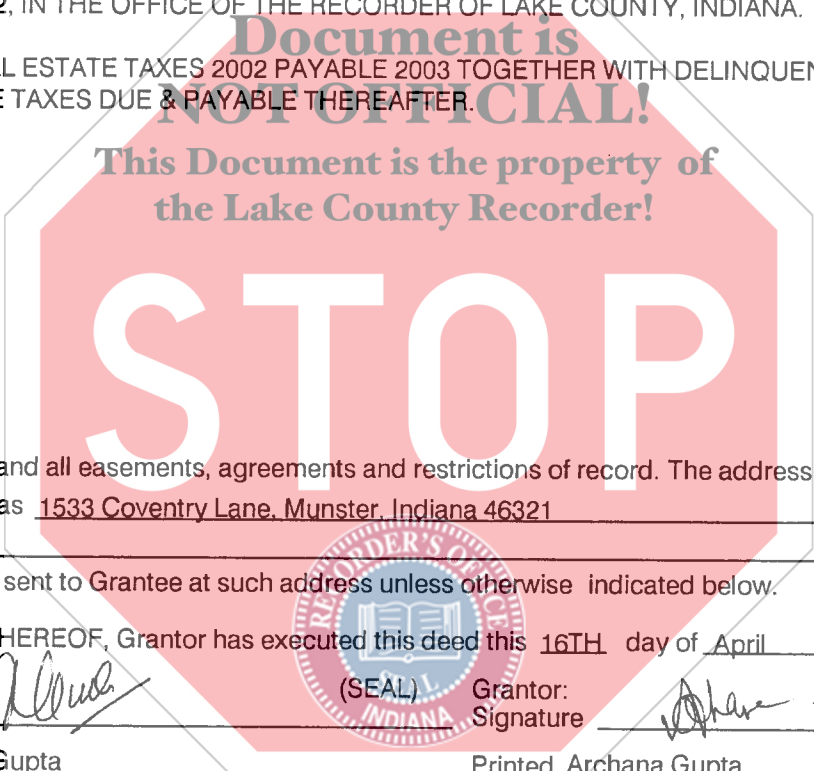 2, IN THE OFFICE OF THE RECORDER OF LAKE COUNTY, INDIANA.
Document is
L ESTATE TAXES 2002 PAYABLE 2003 TOGETHER WITH DELINQUEN
E TAXES DUE & PAYABLE THEREAFTER.
NOT OFFICIAL!
This Document is the property of
the Lake County Recorder!
STOP
and all easements, agreements and restrictions of record. The address
as 1533 Coventry Lane, Munster, Indiana 46321
RECORDER'S OFFICE
sent to Grantee at such address unless otherwise indicated below.
HEREOF, Grantor has executed this deed this 16TH day of April
(SEAL) Grantor:
Signature
SEAL
INDIANA
Gupta
Printed Archana Gupta